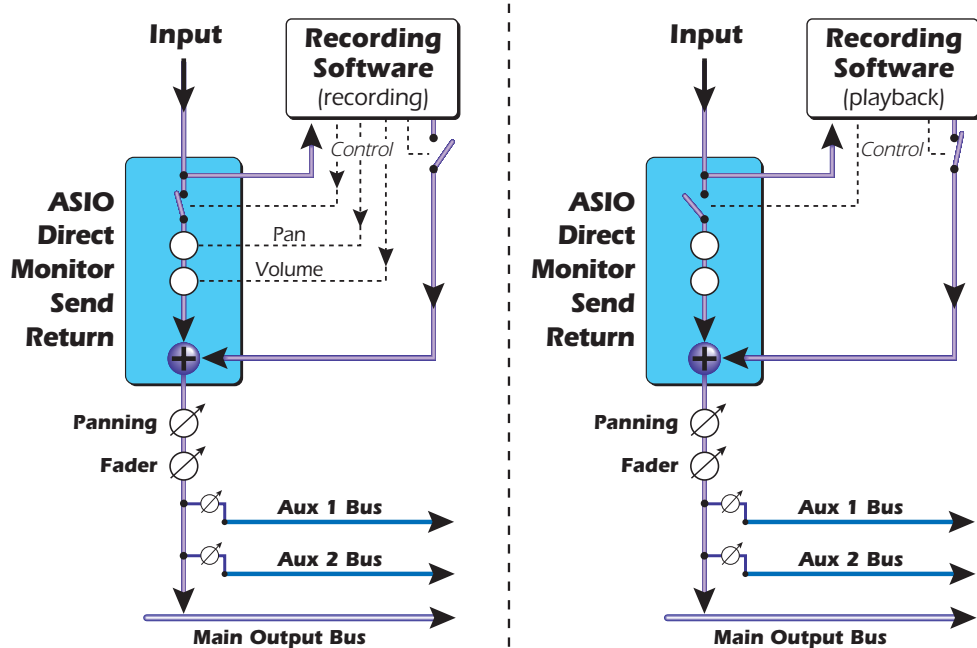 Input
Recording
Software
(recording)
Control
ASIO
Direct
Monitor
Send
Return
Pan
Volume
+
Panning
Fader
Aux 1 Bus
Aux 2 Bus
Main Output Bus
Input
Recording
Software
(playback)
Control
ASIO
Direct
Monitor
Send
Return
+
Panning
Fader
Aux 1 Bus
Aux 2 Bus
Main Output Bus